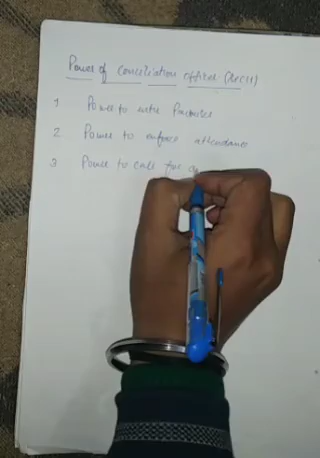 Power of Conciliation officer (Sec 11)
1 Power to enter Premises
2 Power to enforce attendance
3 Power to call for